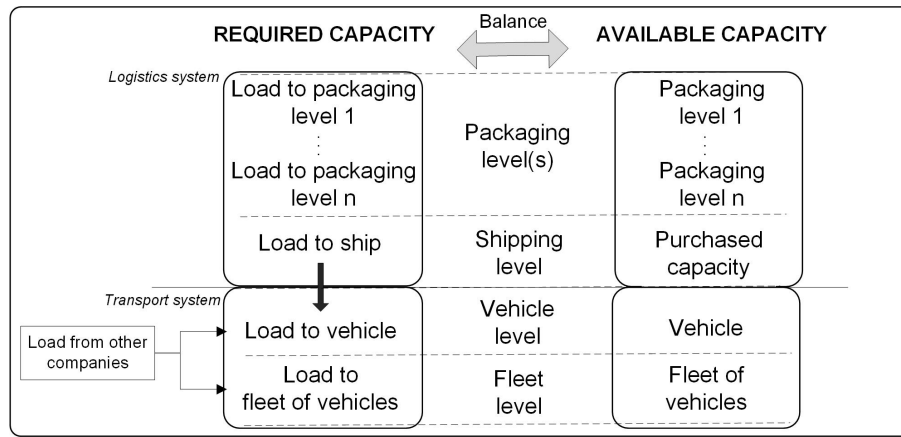 Balance
REQUIRED CAPACITY
AVAILABLE CAPACITY
Logistics system
Load to packaging
level 1
Load to packaging
level n
Packaging
level(s)
Packaging
level 1
Packaging
level n
Load to ship
Shipping
level
Purchased
capacity
Transport system
Load to vehicle
Vehicle
level
Vehicle
Load from other
companies
Load to
fleet of vehicles
Fleet
level
Fleet of
vehicles